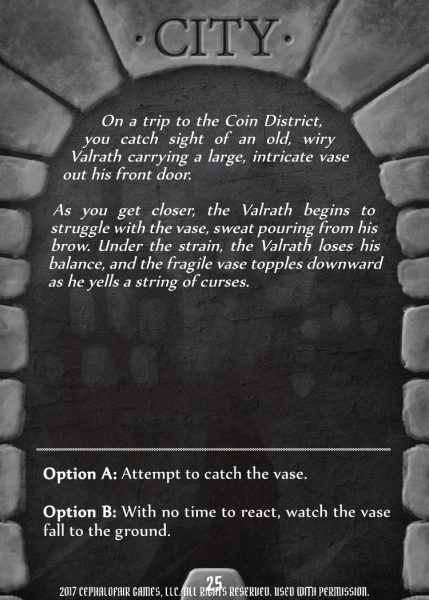 · CITY ·
On a trip to the Coin District,
you catch sight of an old, wiry
Valrath carrying a large, intricate vase
out his front door.
As you get closer, the Valrath begins to
struggle with the vase, sweat pouring from his
brow. Under the strain, the Valrath loses his
balance, and the fragile vase topples downward
as he yells a string of curses.
Option A: Attempt to catch the vase.
Option B: With no time to react, watch the vase
fall to the ground.
25
2017 CEPHALOFAIR GAMES, LLC. ALL RIGHTS RESERVED. USED WITH PERMISSION.